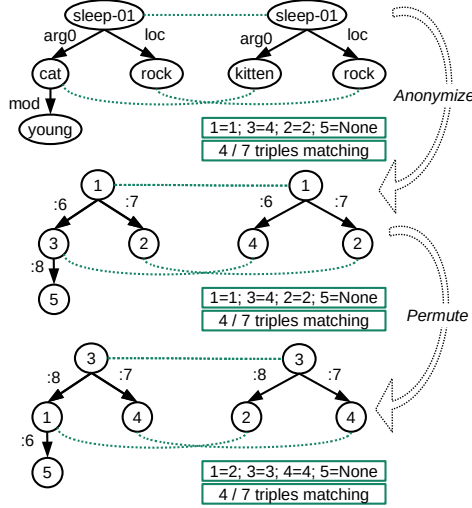 sleep-01 sleep-01
arg0 loc arg0 loc
cat rock kitten rock
mod
young
Anonymize
1=1; 3=4; 2=2; 5=None
4 / 7 triples matching
1 1
:6 :7 :6 :7
3 2 4 2
:8
5
1=1; 3=4; 2=2; 5=None
4 / 7 triples matching
Permute
3 3
:8 :7 :8 :7
1 4 2 4
:6
5
1=2; 3=3; 4=4; 5=None
4 / 7 triples matching